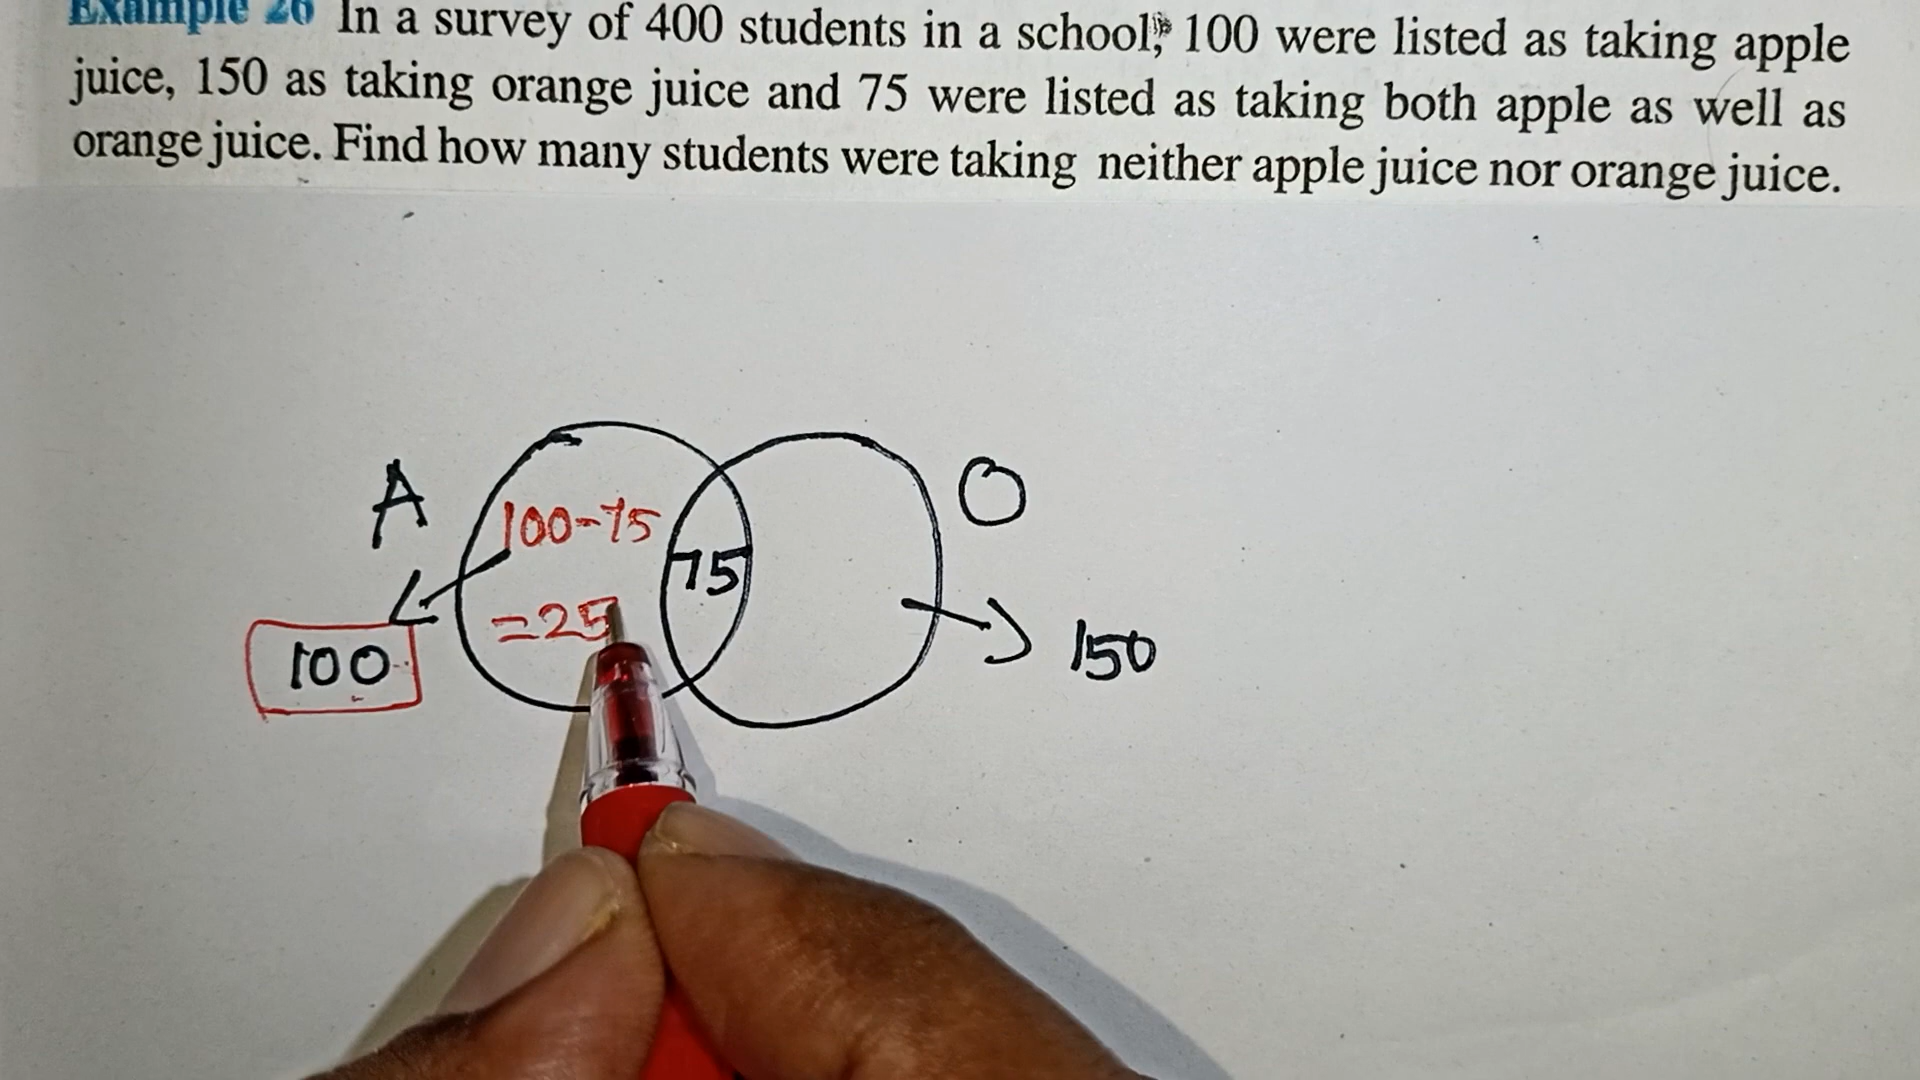 Example 26 In a survey of 400 students in a school, 100 were listed as taking apple
juice, 150 as taking orange juice and 75 were listed as taking both apple as well as
orange juice. Find how many students were taking neither apple juice nor orange juice.
A
O
100-75
75
=25
100
150